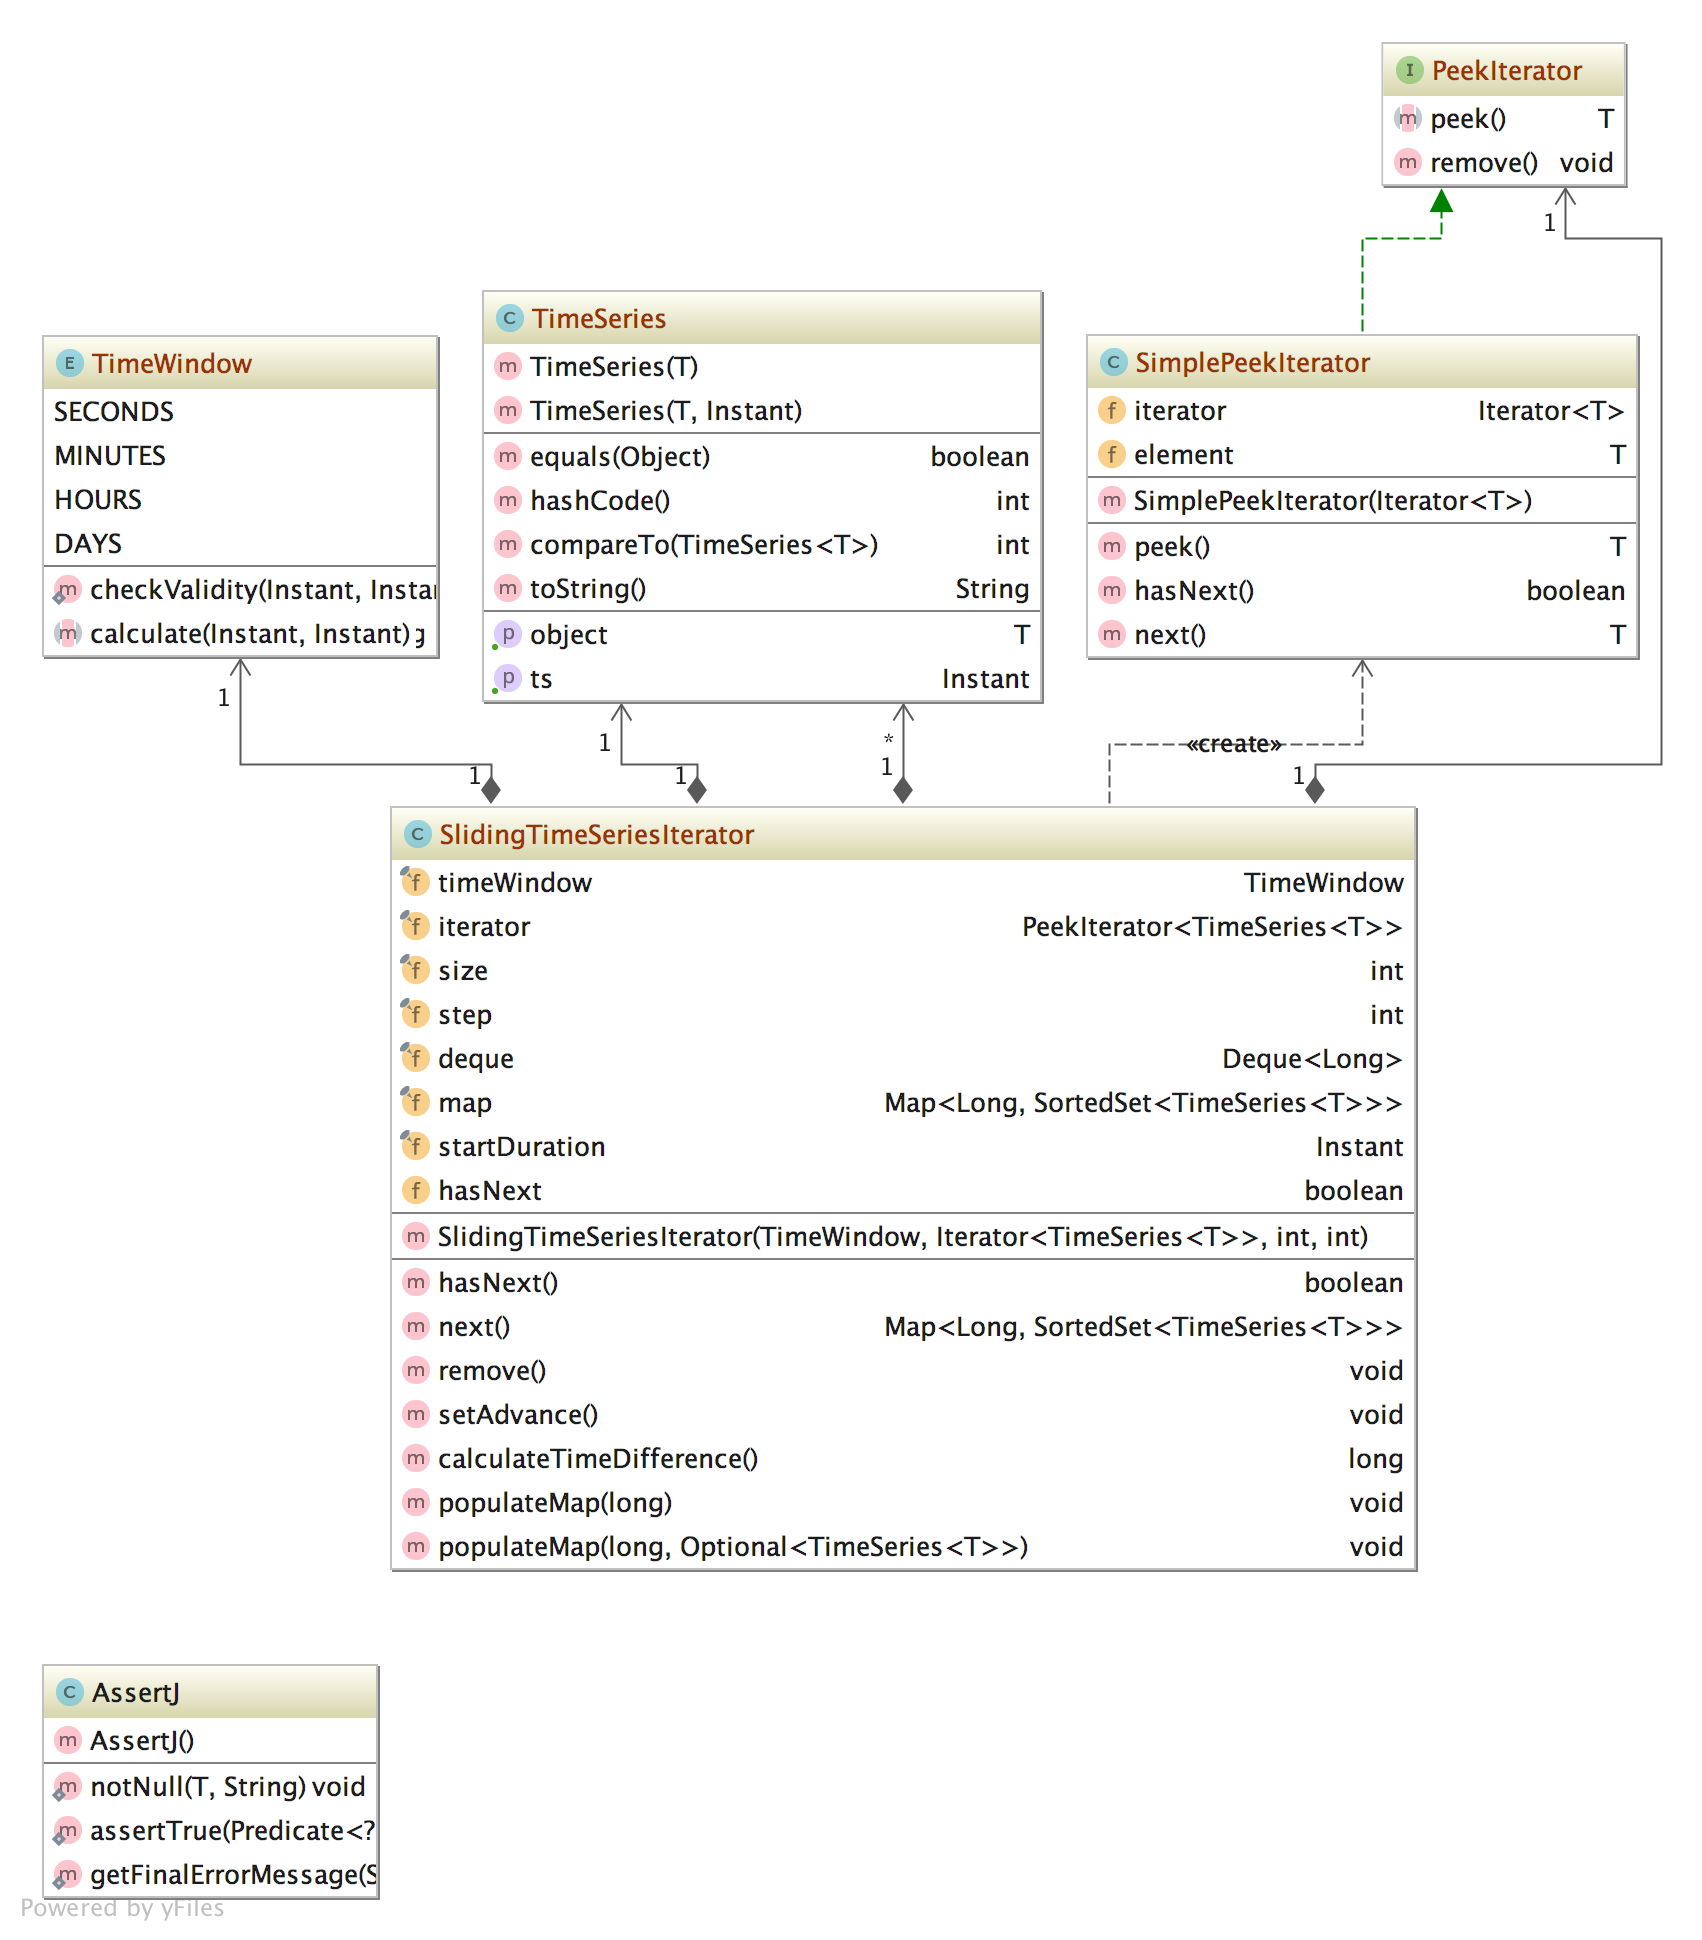 I PeekIterator
m peek() T
m remove() void
1
C TimeSeries
m TimeSeries(T)
m TimeSeries(T, Instant)
m equals(Object) boolean
m hashCode() int
m compareTo(TimeSeries<T>) int
m toString() String
p object T
p ts Instant
E TimeWindow
SECONDS
MINUTES
HOURS
DAYS
m checkValidity(Instant, Insta
m calculate(Instant, Instant) g
C SimplePeekIterator
f iterator Iterator<T>
f element T
m SimplePeekIterator(Iterator<T>)
m peek() T
m hasNext() boolean
m next() T
1
1
*
«create»
1
1
1
1
C SlidingTimeSeriesIterator
f timeWindow TimeWindow
f iterator PeekIterator<TimeSeries<T>>
f size int
f step int
f deque Deque<Long>
f map Map<Long, SortedSet<TimeSeries<T>>>
f startDuration Instant
f hasNext boolean
m SlidingTimeSeriesIterator(TimeWindow, Iterator<TimeSeries<T>>, int, int)
m hasNext() boolean
m next() Map<Long, SortedSet<TimeSeries<T>>>
m remove() void
m setAdvance() void
m calculateTimeDifference() long
m populateMap(long) void
m populateMap(long, Optional<TimeSeries<T>>) void
C AssertJ
m AssertJ()
m notNull(T, String) void
m assertTrue(Predicate<?
m getFinalErrorMessage(S
Powered by yFiles